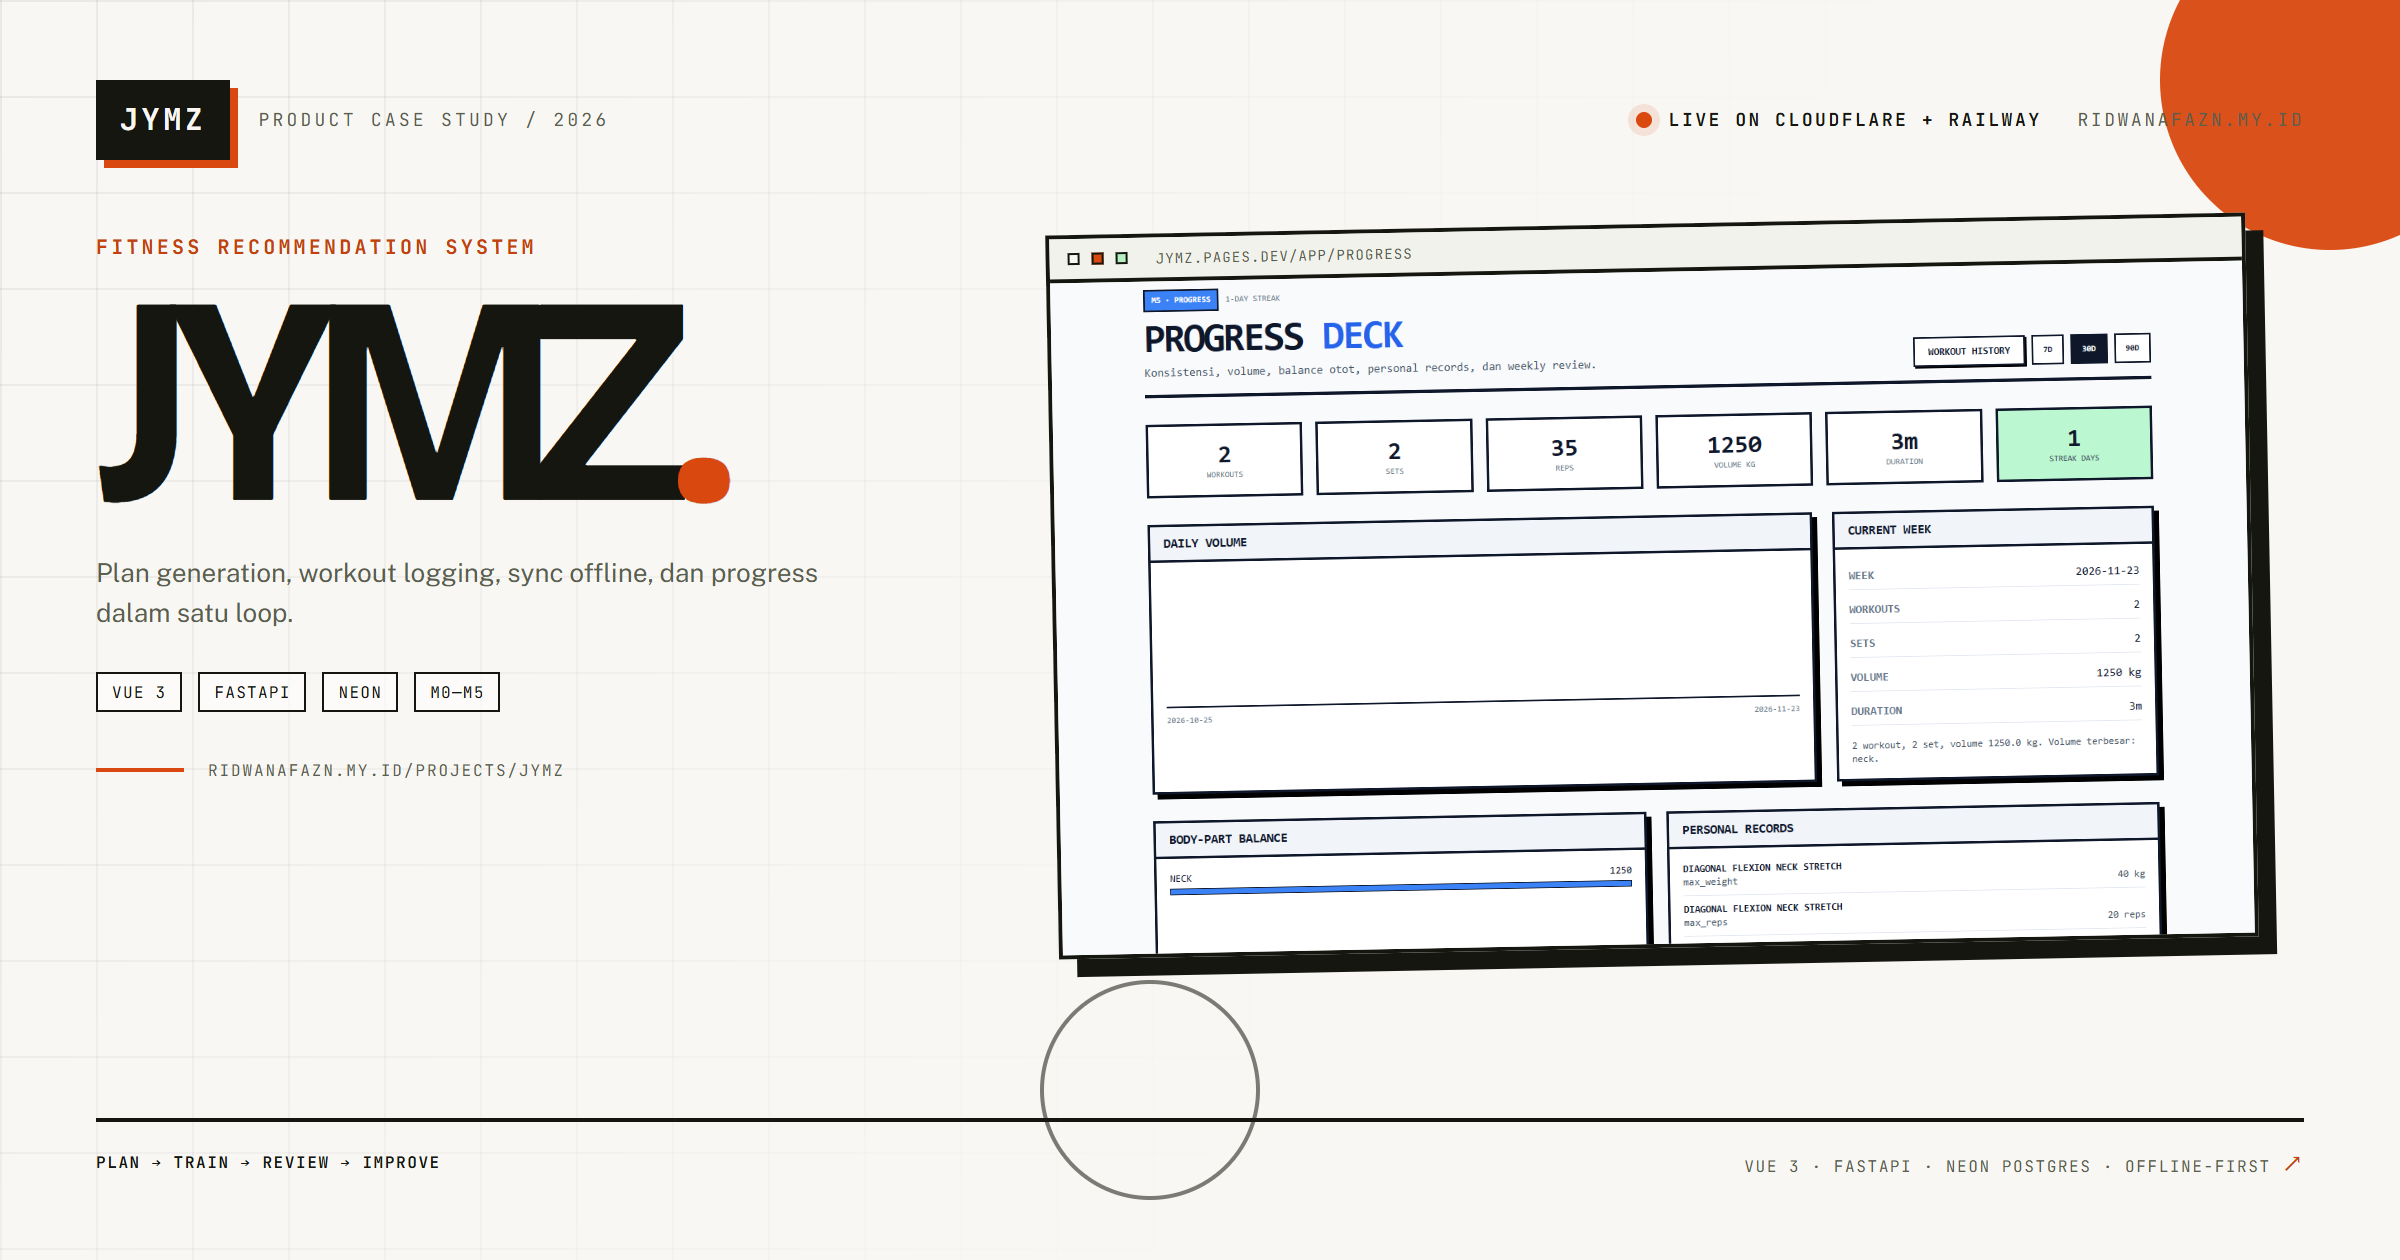 JYMZ
PRODUCT CASE STUDY / 2026
LIVE ON CLOUDFLARE + RAILWAY
RIDWANAFAZN.MY.ID
FITNESS RECOMMENDATION SYSTEM
JYMZ.
Plan generation, workout logging, sync offline, dan progress
dalam satu loop.
VUE 3
FASTAPI
NEON
M0—M5
RIDWANAFAZN.MY.ID/PROJECTS/JYMZ
JYMZ.PAGES.DEV/APP/PROGRESS
M5 · PROGRESS
1-DAY STREAK
PROGRESS DECK
Konsistensi, volume, balance otot, personal records, dan weekly review.
WORKOUT HISTORY
7D
30D
90D
2
WORKOUTS
2
SETS
35
REPS
1250
VOLUME KG
3m
DURATION
1
STREAK DAYS
DAILY VOLUME
2026-10-25
2026-11-23
CURRENT WEEK
WEEK 2026-11-23
WORKOUTS 2
SETS 2
VOLUME 1250 kg
DURATION 3m
2 workout, 2 set, volume 1250.0 kg. Volume terbesar:
neck.
BODY-PART BALANCE
NECK 1250
PERSONAL RECORDS
DIAGONAL FLEXION NECK STRETCH
max_weight
40 kg
DIAGONAL FLEXION NECK STRETCH
max_reps
20 reps
PLAN → TRAIN → REVIEW → IMPROVE
VUE 3 · FASTAPI · NEON POSTGRES · OFFLINE-FIRST ↗